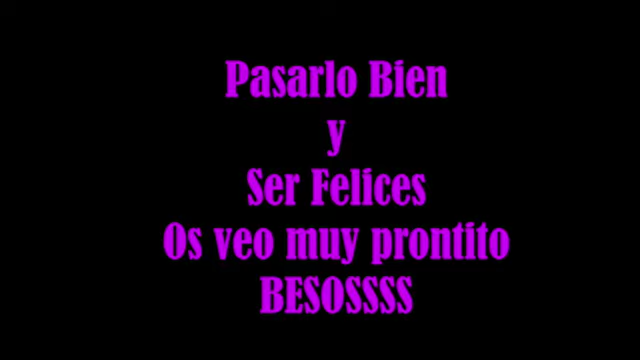 Pasarlo Bien
y
Ser Felices
Os veo muy prontito
BESOSSSS